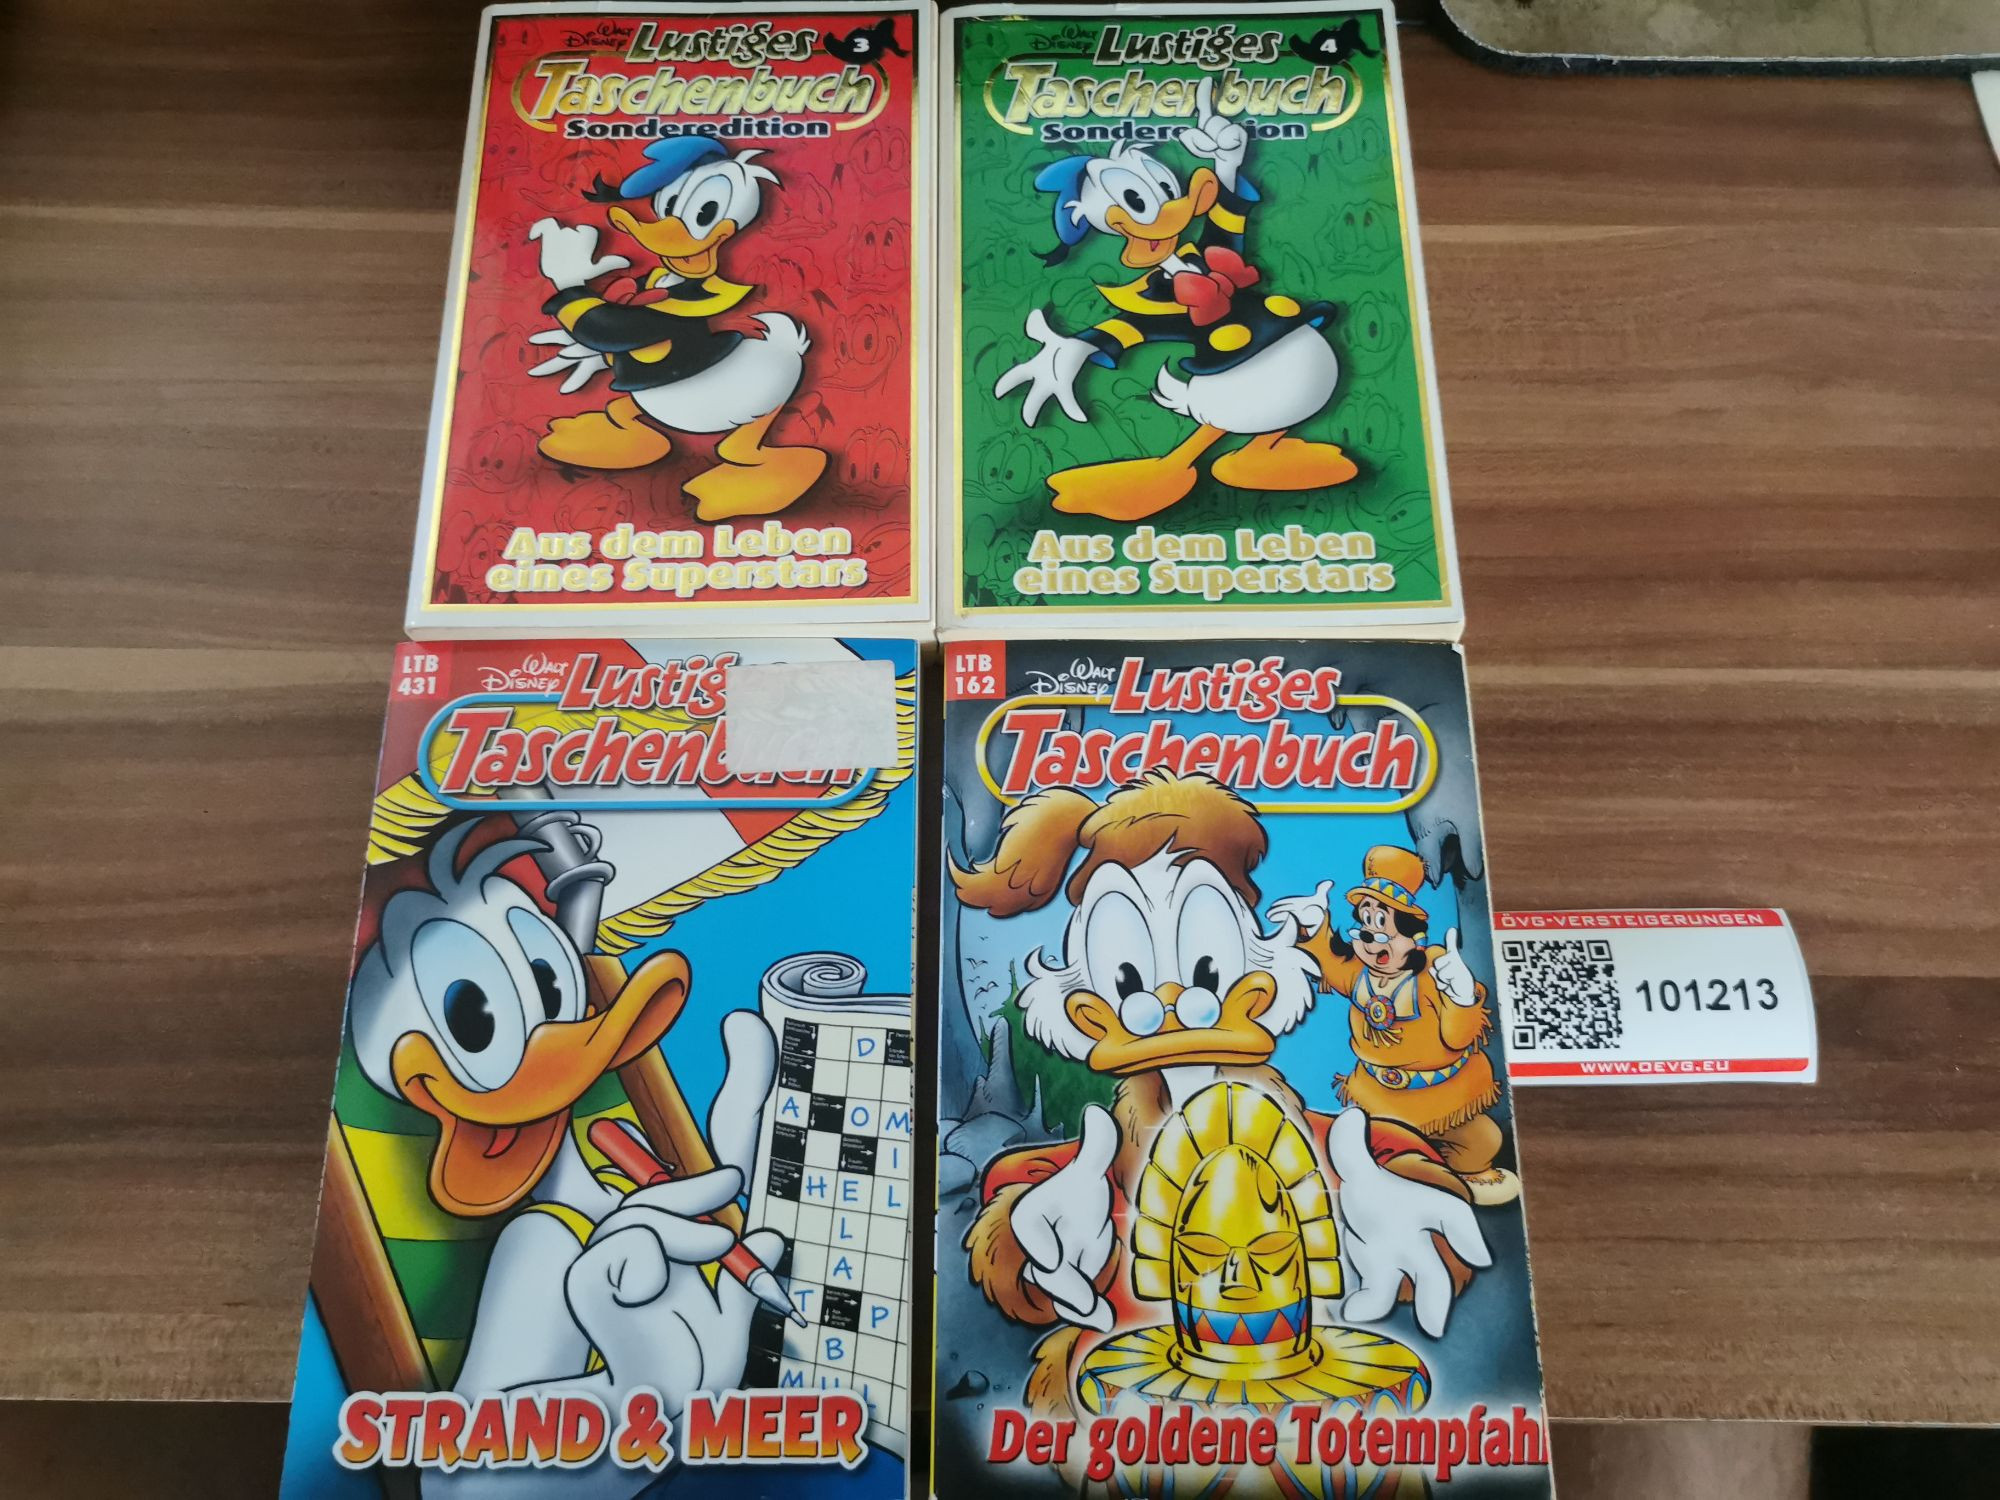 Walt Disney Lustiges 3
Taschenbuch
Sonderedition
Aus dem Leben
eines Superstars
Walt Disney Lustiges 4
Taschenbuch
Sonderedition
Aus dem Leben
eines Superstars
LTB
431
Walt Disney Lustig
Taschenbuch
D
A O M
I
H E L
L
A
T P
B
M U L
STRAND & MEER
LTB
162
Walt Disney Lustiges
Taschenbuch
Der goldene Totempfahl
ÖVG-VERSTEIGERUNGEN
101213
WWW.OEVG.EU